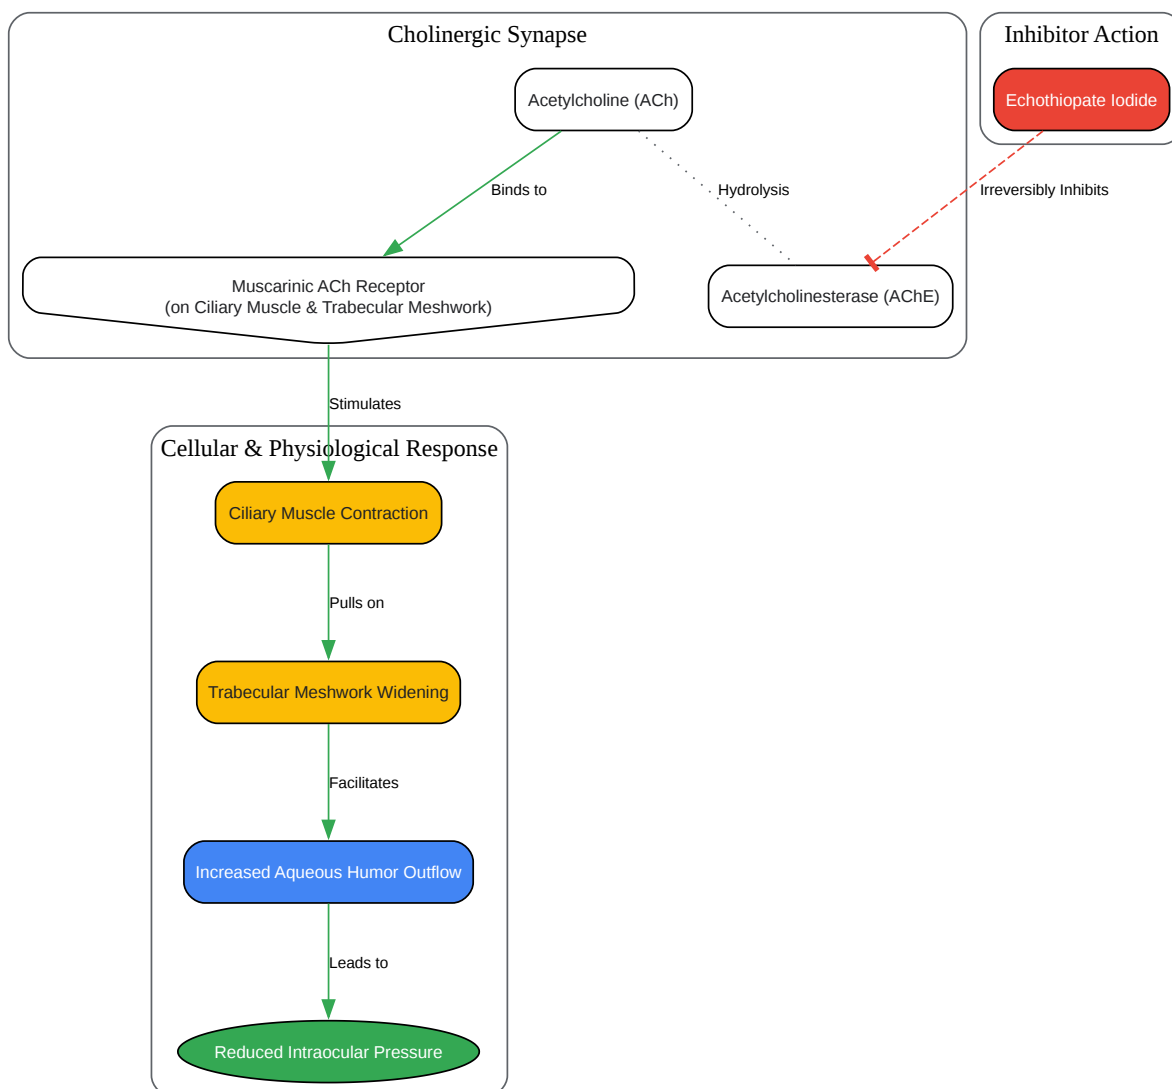 Cholinergic Synapse
Inhibitor Action
Acetylcholine (ACh)
Echothiopate Iodide
Binds to
Hydrolysis
Irreversibly Inhibits
Muscarinic ACh Receptor
(on Ciliary Muscle & Trabecular Meshwork)
Acetylcholinesterase (AChE)
Stimulates
Cellular & Physiological Response
Ciliary Muscle Contraction
Pulls on
Trabecular Meshwork Widening
Facilitates
Increased Aqueous Humor Outflow
Leads to
Reduced Intraocular Pressure